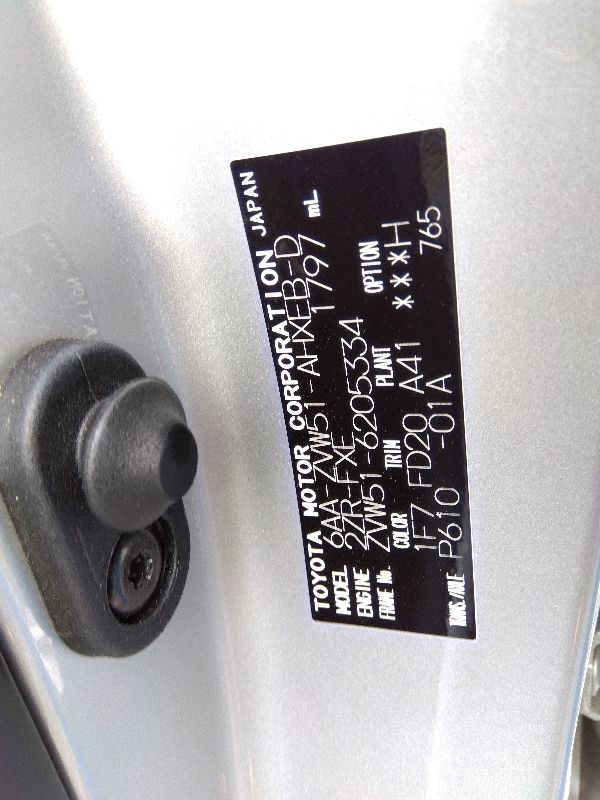 TOYOTA MOTOR CORPORATION JAPAN
MODEL 6AA-ZVW51-AHXEB-D
ENGINE 2ZR-FXE 1797 mL
FRAME No. ZVW51-6205334
COLOR TRIM PLANT OPTION
1F7 FD20 A41 ***H
TRANS./AXLE P610 -01A 765